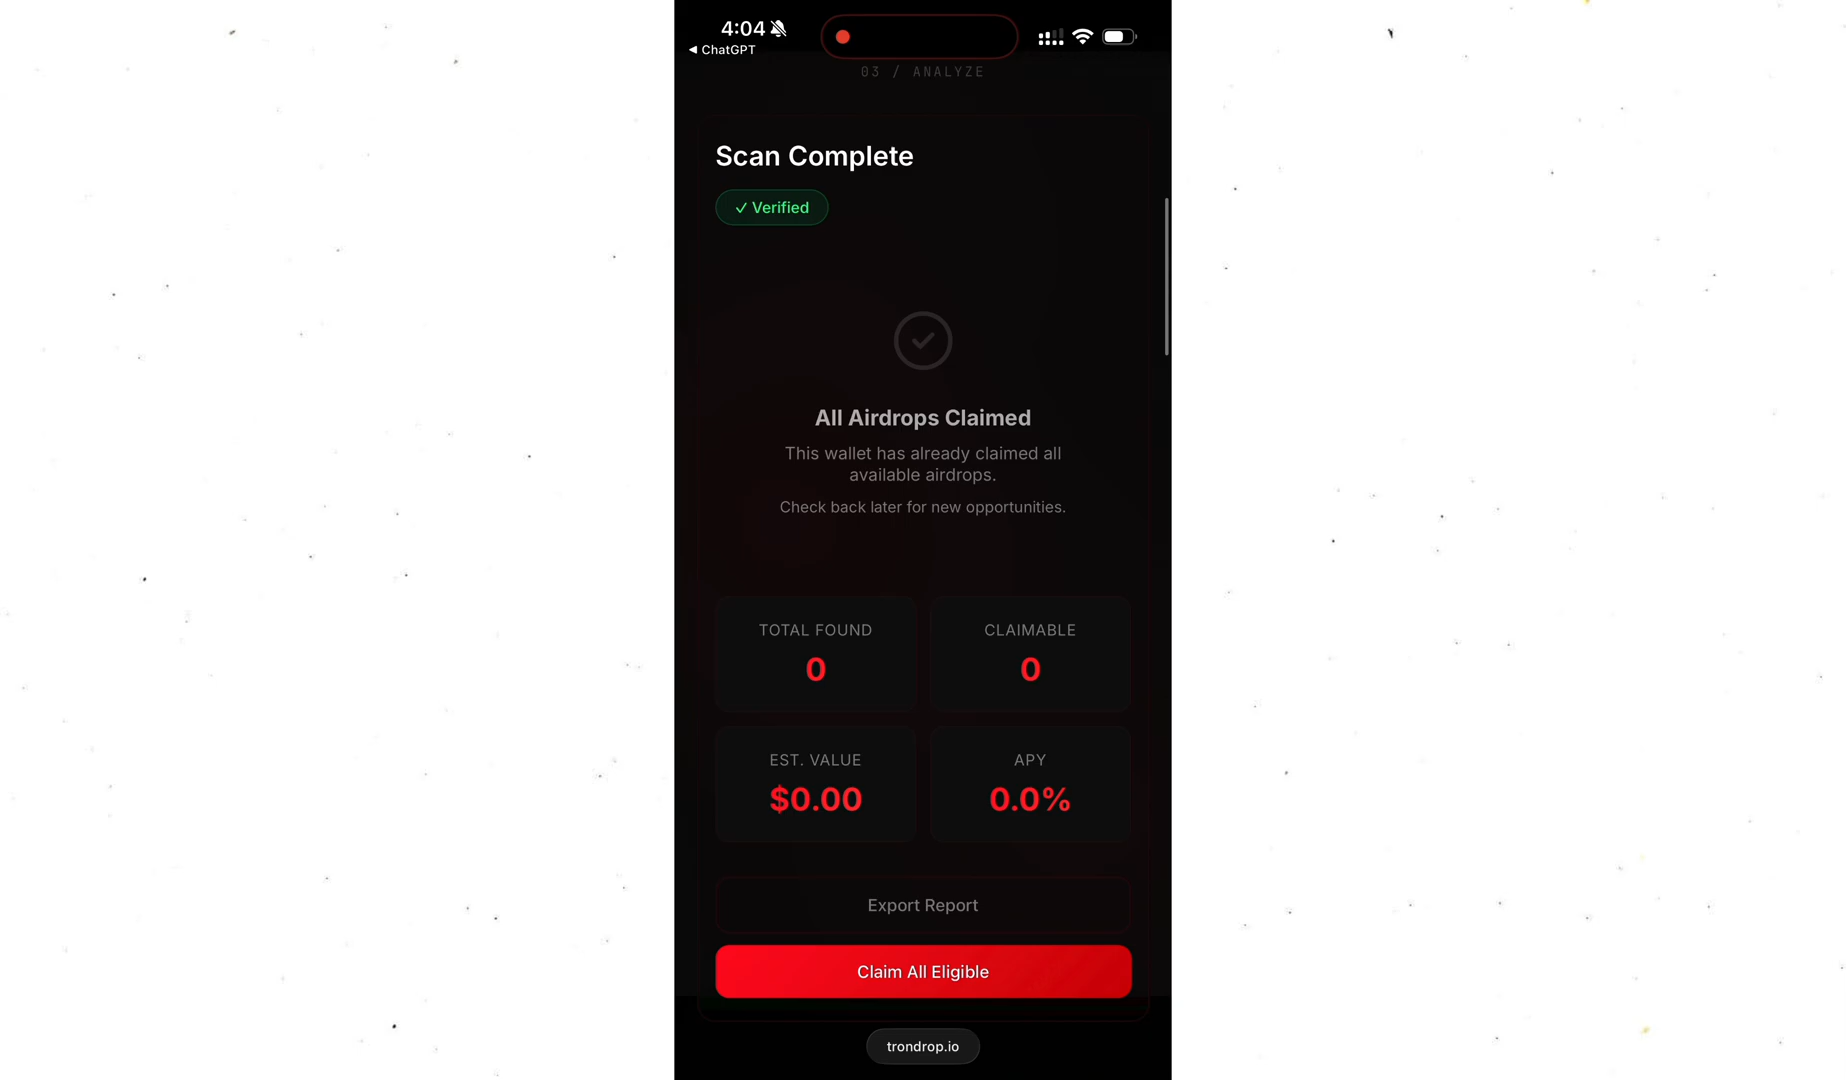 4:04
◀ ChatGPT
03 / ANALYZE
Scan Complete
✓ Verified
All Airdrops Claimed
This wallet has already claimed all
available airdrops.
Check back later for new opportunities.
TOTAL FOUND
0
CLAIMABLE
0
EST. VALUE
$0.00
APY
0.0%
Export Report
Claim All Eligible
trondrop.io